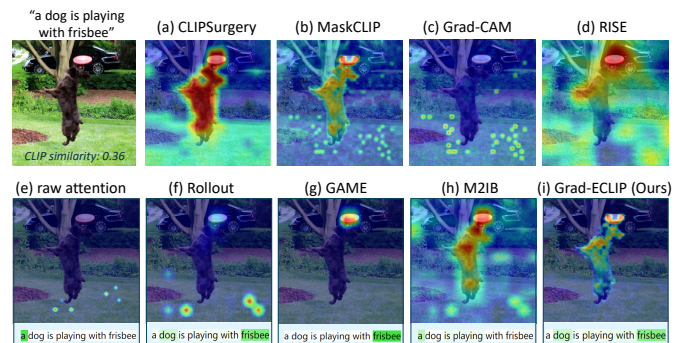 “a dog is playing
with frisbee”
(a) CLIPSurgery
(b) MaskCLIP
(c) Grad-CAM
(d) RISE
CLIP similarity: 0.36
(e) raw attention
(f) Rollout
(g) GAME
(h) M2IB
(i) Grad-ECLIP (Ours)
a dog is playing with frisbee
a dog is playing with frisbee
a dog is playing with frisbee
a dog is playing with frisbee
a dog is playing with frisbee